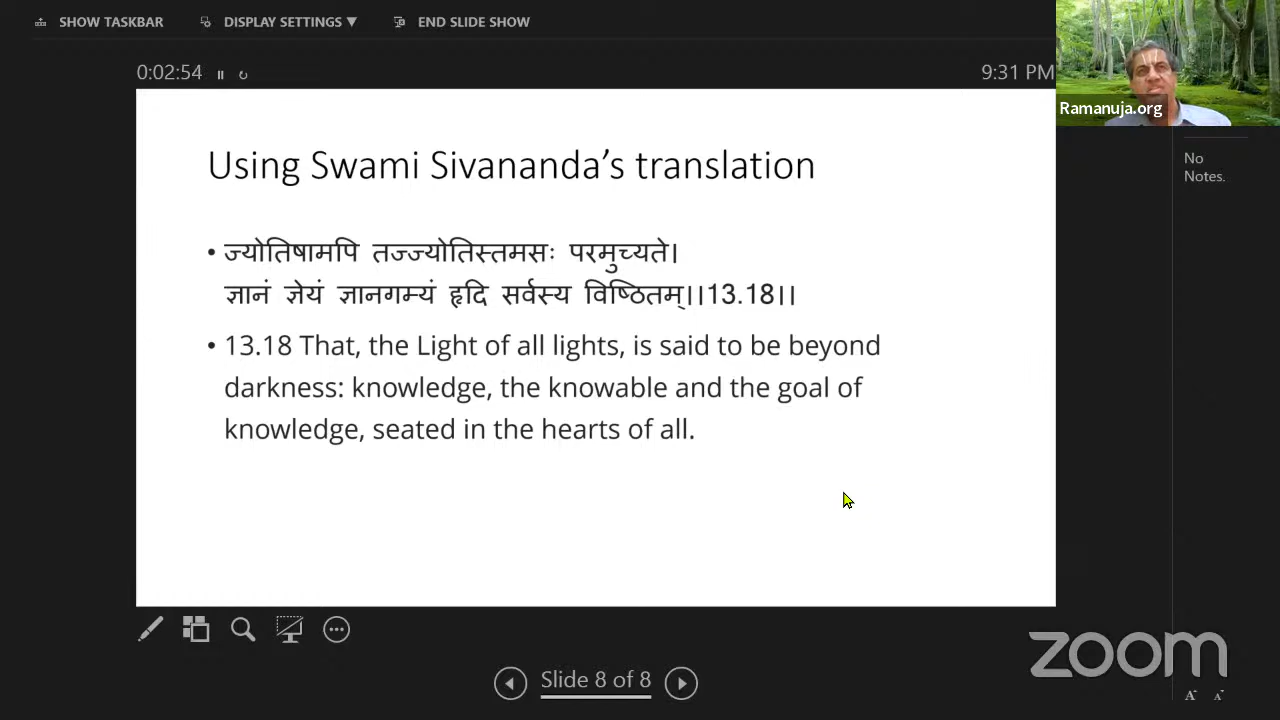 SHOW TASKBAR DISPLAY SETTINGS ▼ END SLIDE SHOW
0:02:54 9:31 PM
Ramanuja.org
No
Notes.
Using Swami Sivananda’s translation
• ज्योतिषामपि तज्ज्योतिस्तमसः परमुच्यते।
ज्ञानं ज्ञेयं ज्ञानगम्यं हृदि सर्वस्य विष्ठितम्।।13.18।।
• 13.18 That, the Light of all lights, is said to be beyond
darkness: knowledge, the knowable and the goal of
knowledge, seated in the hearts of all.
zoom
Slide 8 of 8
A A